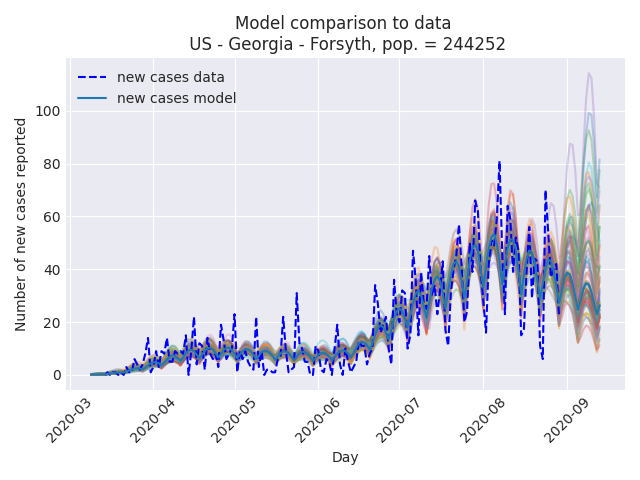 Model comparison to data
US - Georgia - Forsyth, pop. = 244252
new cases data
new cases model
Number of new cases reported
100
80
60
40
20
0
2020-03
2020-04
2020-05
2020-06
2020-07
2020-08
2020-09
Day